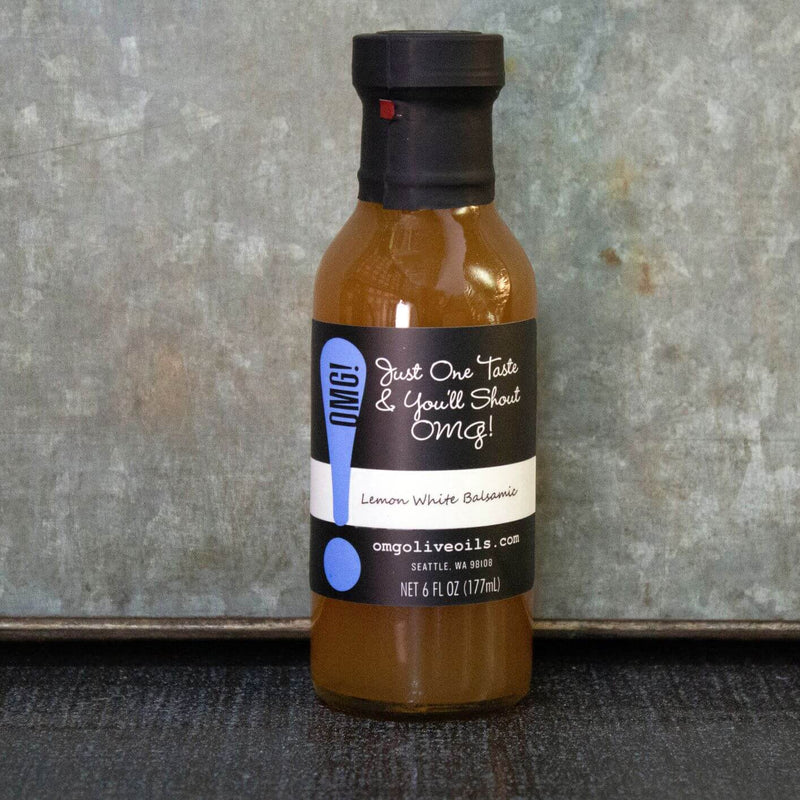 OMG!
Just One Taste
& You'll Shout
OMG!
Lemon White Balsamic
omgoliveoils.com
SEATTLE, WA 98108
NET 6 FL OZ (177mL)